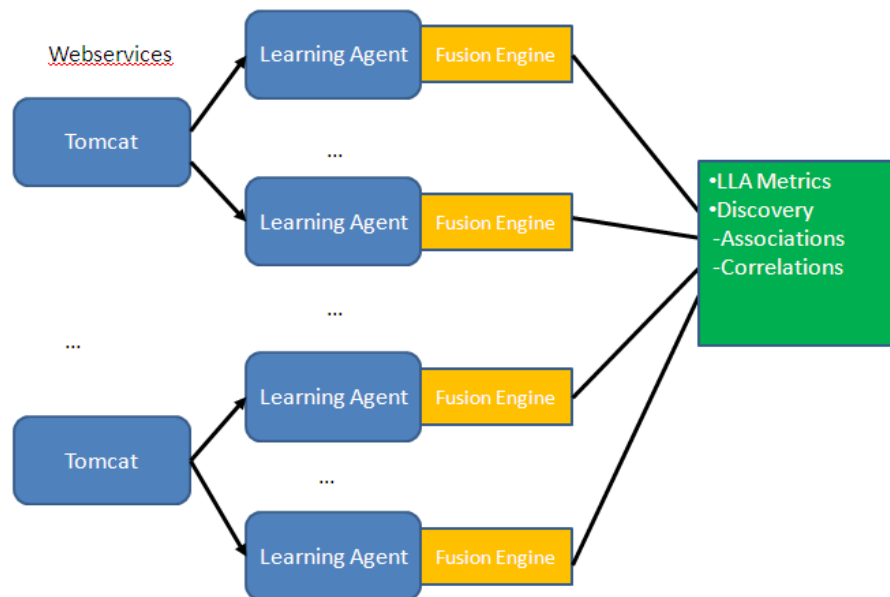 Webservices
Tomcat
Learning Agent
Fusion Engine
...
Learning Agent
Fusion Engine
...
...
Tomcat
Learning Agent
Fusion Engine
...
Learning Agent
Fusion Engine
•LLA Metrics
•Discovery
-Associations
-Correlations